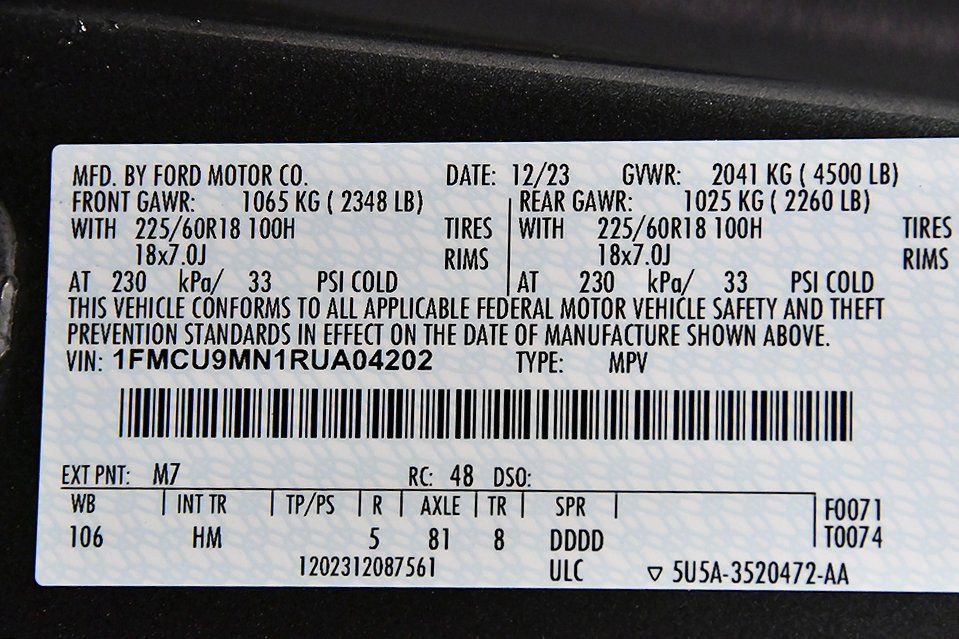 MFD. BY FORD MOTOR CO. DATE: 12/23 GVWR: 2041 KG ( 4500 LB)
FRONT GAWR: 1065 KG ( 2348 LB) REAR GAWR: 1025 KG ( 2260 LB)
WITH 225/60R18 100H TIRES WITH 225/60R18 100H TIRES
18x7.0J RIMS 18x7.0J RIMS
AT 230 kPa/ 33 PSI COLD AT 230 kPa/ 33 PSI COLD
THIS VEHICLE CONFORMS TO ALL APPLICABLE FEDERAL MOTOR VEHICLE SAFETY AND THEFT
PREVENTION STANDARDS IN EFFECT ON THE DATE OF MANUFACTURE SHOWN ABOVE.
VIN: 1FMCU9MN1RUA04202 TYPE: MPV
EXT PNT: M7 RC: 48 DSO:
WB INT TR TP/PS R AXLE TR SPR F0071
106 HM 5 81 8 DDDD T0074
1202312087561 ULC ▽ 5U5A-3520472-AA